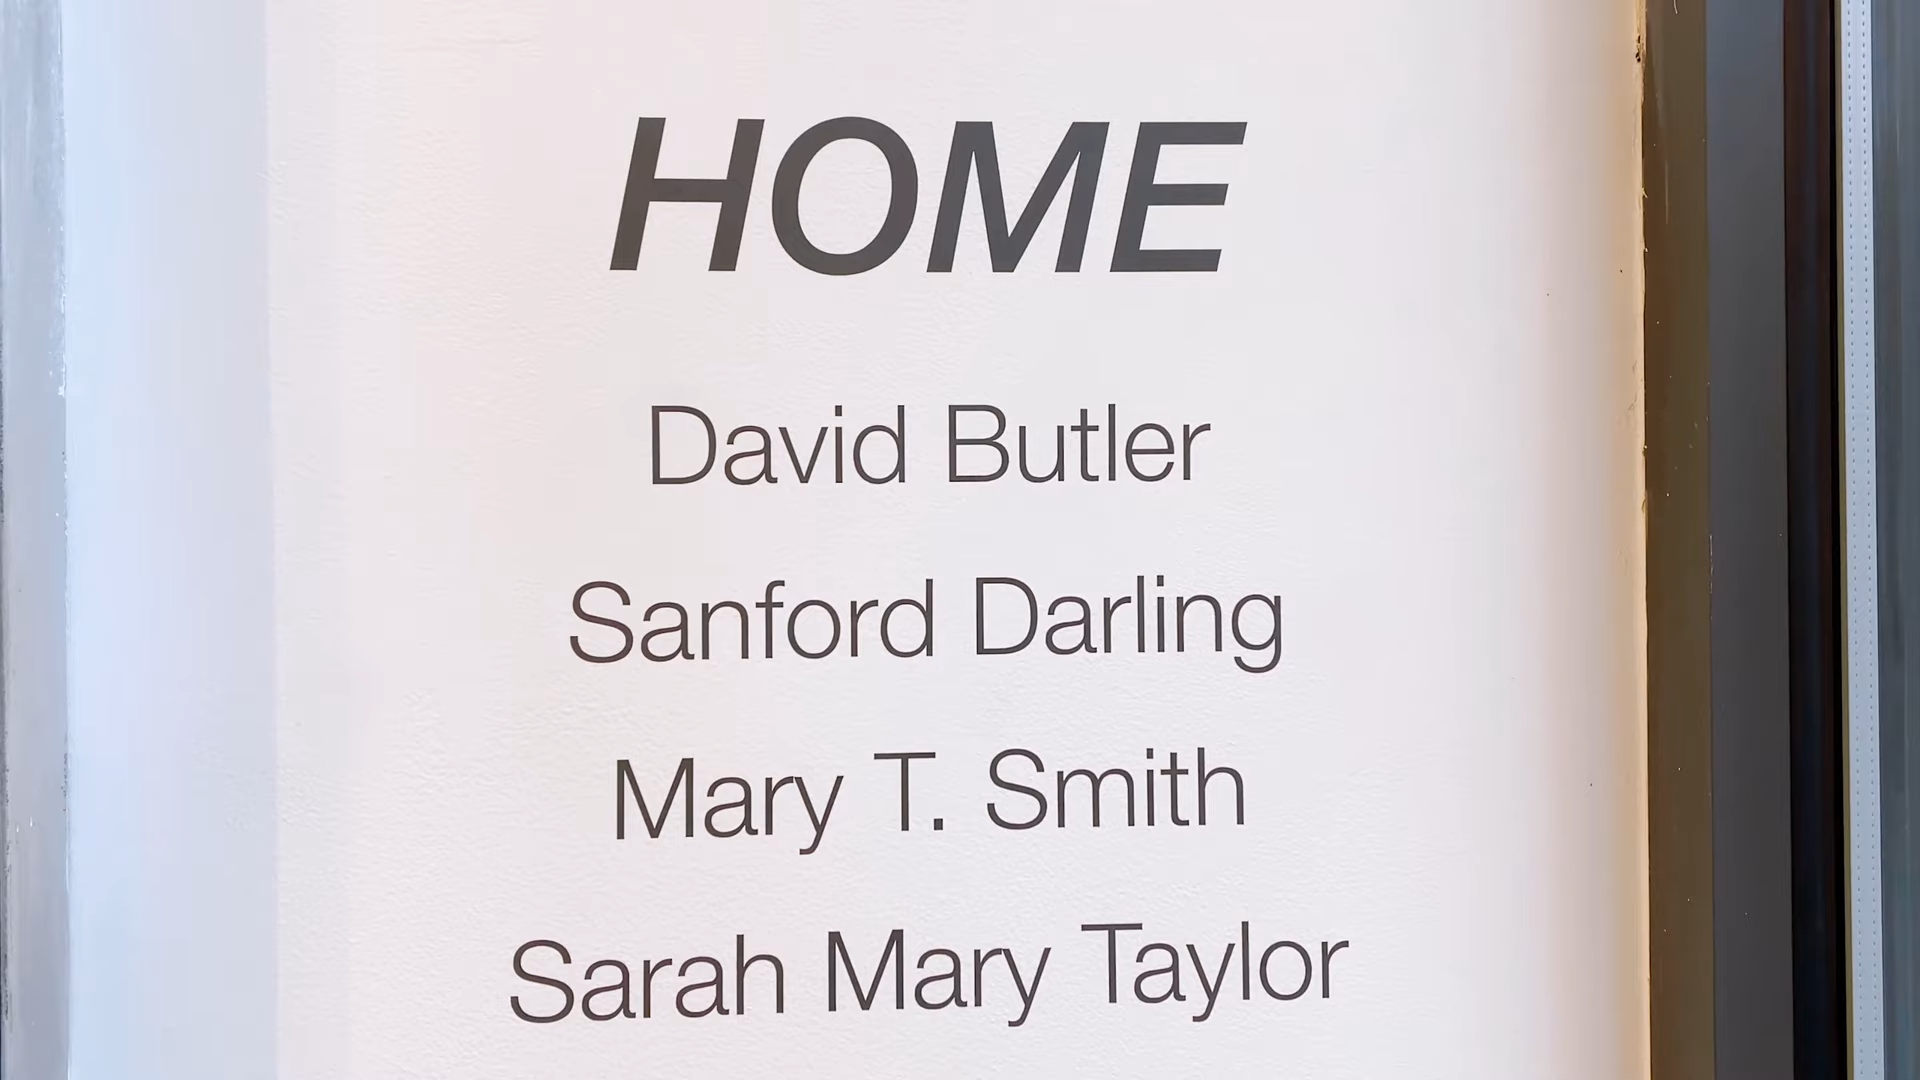 HOME
David Butler
Sanford Darling
Mary T. Smith
Sarah Mary Taylor